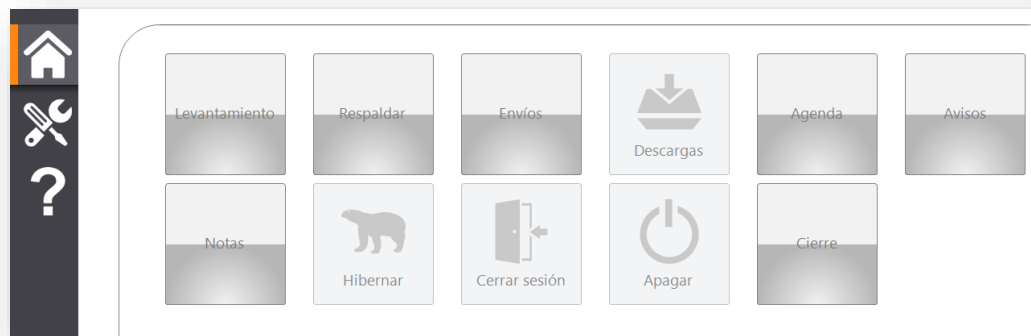 Levantamiento
Respaldar
Envíos
Descargas
Agenda
Avisos
Notas
Hibernar
Cerrar sesión
Apagar
Cierre
?